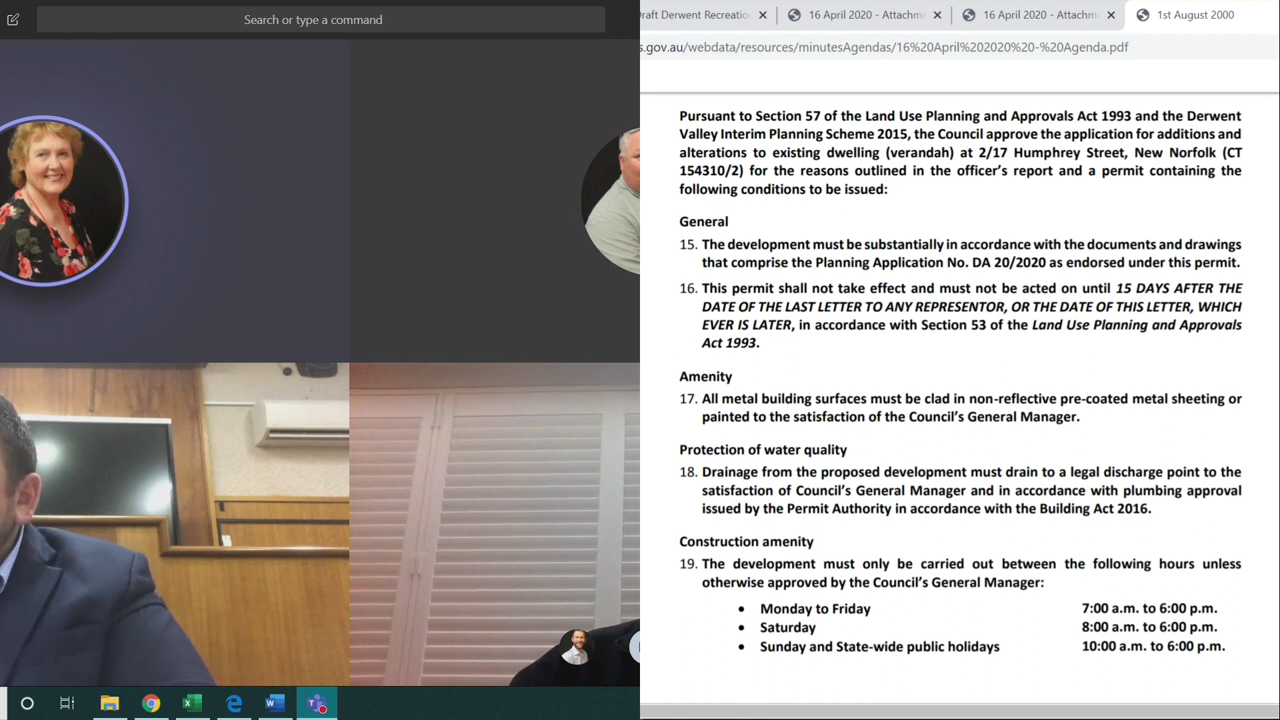 Search or type a command
raft Derwent Recreatio
16 April 2020 - Attachm
16 April 2020 - Attachm
1st August 2000
s.gov.au/webdata/resources/minutesAgendas/16%20April%202020%20-%20Agenda.pdf
Pursuant to Section 57 of the Land Use Planning and Approvals Act 1993 and the Derwent
Valley Interim Planning Scheme 2015, the Council approve the application for additions and
alterations to existing dwelling (verandah) at 2/17 Humphrey Street, New Norfolk (CT
154310/2) for the reasons outlined in the officer's report and a permit containing the
following conditions to be issued:
General
15. The development must be substantially in accordance with the documents and drawings
that comprise the Planning Application No. DA 20/2020 as endorsed under this permit.
16. This permit shall not take effect and must not be acted on until 15 DAYS AFTER THE
DATE OF THE LAST LETTER TO ANY REPRESENTOR, OR THE DATE OF THIS LETTER, WHICH
EVER IS LATER, in accordance with Section 53 of the Land Use Planning and Approvals
Act 1993.
Amenity
17. All metal building surfaces must be clad in non-reflective pre-coated metal sheeting or
painted to the satisfaction of the Council's General Manager.
Protection of water quality
18. Drainage from the proposed development must drain to a legal discharge point to the
satisfaction of Council's General Manager and in accordance with plumbing approval
issued by the Permit Authority in accordance with the Building Act 2016.
Construction amenity
19. The development must only be carried out between the following hours unless
otherwise approved by the Council's General Manager:
• Monday to Friday 7:00 a.m. to 6:00 p.m.
• Saturday 8:00 a.m. to 6:00 p.m.
• Sunday and State-wide public holidays 10:00 a.m. to 6:00 p.m.